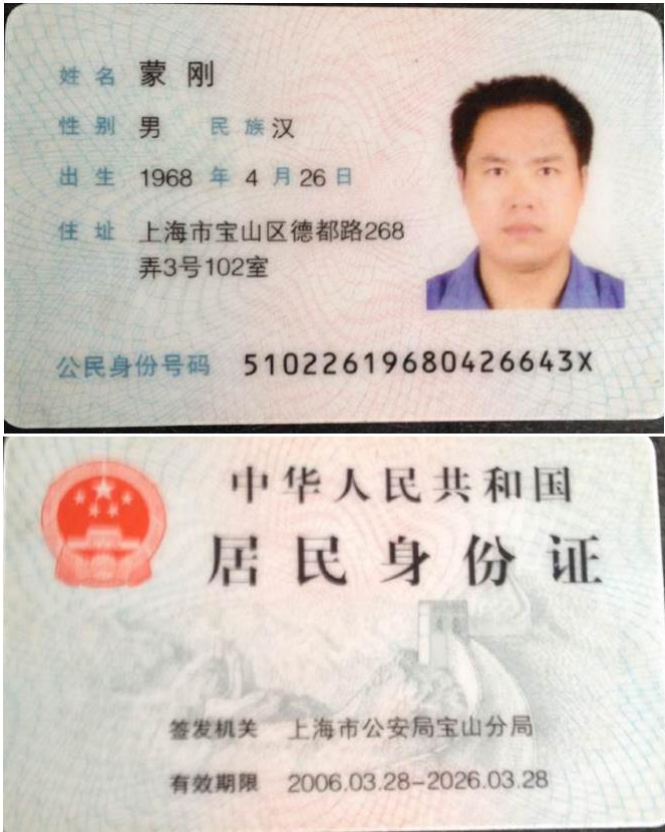 姓名 蒙刚
性别 男 民族 汉
出生 1968 年 4 月 26 日
住址 上海市宝山区德都路268
弄3号102室
公民身份号码 51022619680426643X
中华人民共和国
居民身份证
签发机关 上海市公安局宝山分局
有效期限 2006.03.28-2026.03.28